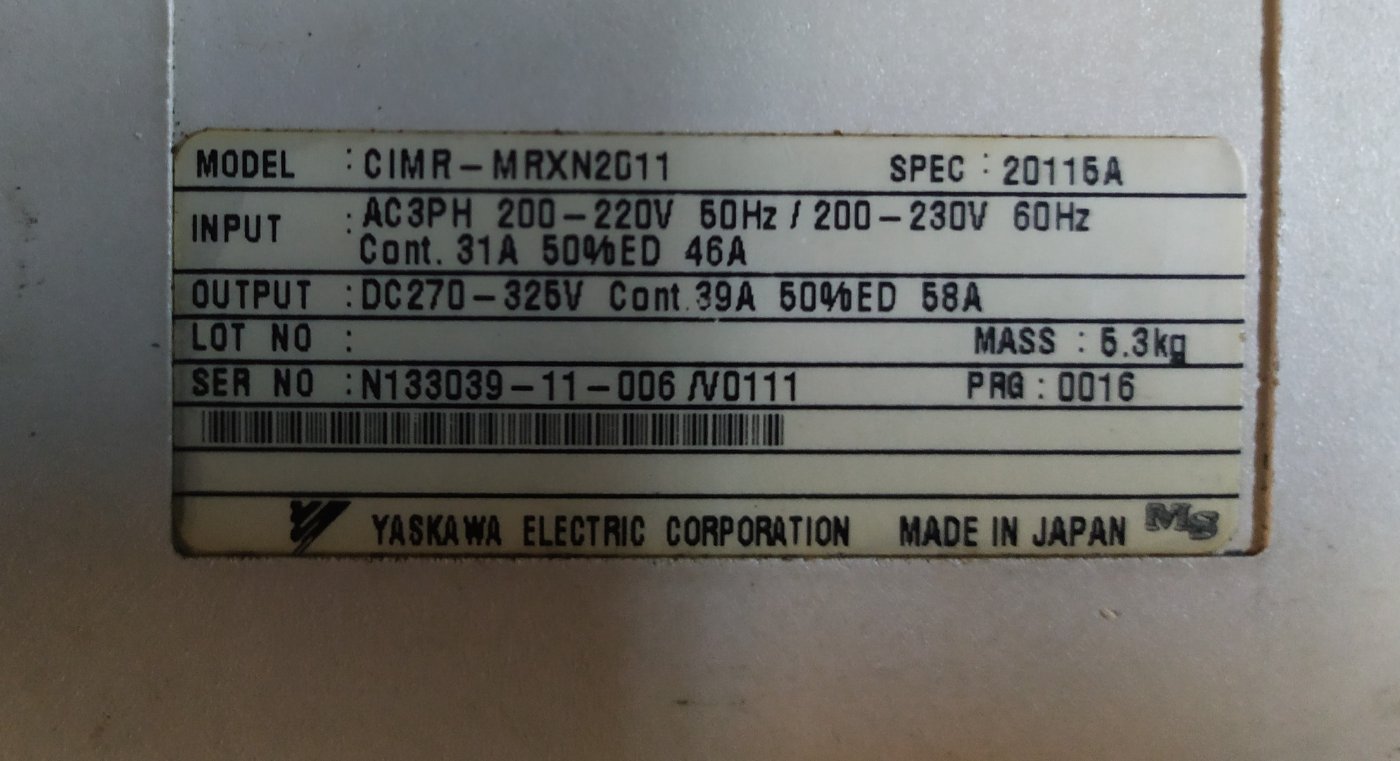 MODEL : CIMR-MRXN2011 SPEC : 20115A
INPUT : AC3PH 200-220V 50Hz / 200-230V 60Hz
Cont. 31A 50%ED 46A
OUTPUT : DC270-325V Cont.39A 50%ED 58A
LOT NO : MASS : 5.3kg
SER NO : N133039-11-006 /V0111 PRG : 0016
YASKAWA ELECTRIC CORPORATION MADE IN JAPAN MS